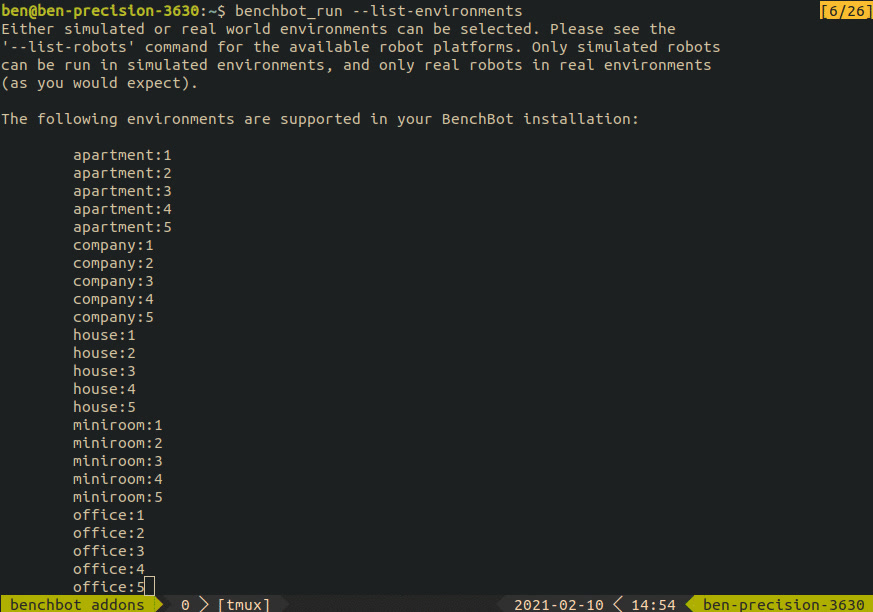 ben@ben-precision-3630:~$ benchbot_run --list-environments [6/26]
Either simulated or real world environments can be selected. Please see the
'--list-robots' command for the available robot platforms. Only simulated robots
can be run in simulated environments, and only real robots in real environments
(as you would expect).
The following environments are supported in your BenchBot installation:
apartment:1
apartment:2
apartment:3
apartment:4
apartment:5
company:1
company:2
company:3
company:4
company:5
house:1
house:2
house:3
house:4
house:5
miniroom:1
miniroom:2
miniroom:3
miniroom:4
miniroom:5
office:1
office:2
office:3
office:4
office:5
benchbot_addons 0 [tmux] 2021-02-10 14:54 ben-precision-3630